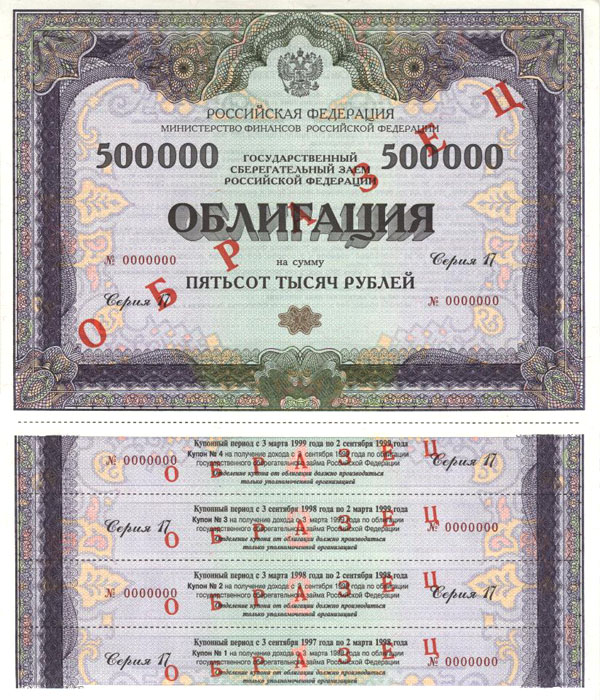 РОССИЙСКАЯ ФЕДЕРАЦИЯ
МИНИСТЕРСТВО ФИНАНСОВ РОССИЙСКОЙ ФЕДЕРАЦИИ
500000 ГОСУДАРСТВЕННЫЙ 500000
СБЕРЕГАТЕЛЬНЫЙ ЗАЕМ
РОССИЙСКОЙ ФЕДЕРАЦИИ
ОБЛИГАЦИЯ
на сумму
№ 0000000 Серия 17
ПЯТЬСОТ ТЫСЯЧ РУБЛЕЙ
Серия 17 № 0000000
ОБРАЗЕЦ
Купонный период с 3 марта 1999 года по 2 сентября 1999 года
Купон № 4 на получение дохода с 3 сентября 1999 года по облигации
№ 0000000 государственного сберегательного займа Российской Федерации Серия 17
Отделение купона от облигации должно производиться
только уполномоченной организацией
ОБРАЗЕЦ
Купонный период с 3 сентября 1998 года по 2 марта 1999 года
Купон № 3 на получение дохода с 3 марта 1999 года по облигации
Серия 17 государственного сберегательного займа Российской Федерации № 0000000
Отделение купона от облигации должно производиться
только уполномоченной организацией
ОБРАЗЕЦ
Купонный период с 3 марта 1998 года по 2 сентября 1998 года
Купон № 2 на получение дохода с 3 сентября 1998 года по облигации
№ 0000000 государственного сберегательного займа Российской Федерации Серия 17
Отделение купона от облигации должно производиться
только уполномоченной организацией
ОБРАЗЕЦ
Купонный период с 3 сентября 1997 года по 2 марта 1998 года
Купон № 1 на получение дохода с 3 марта 1998 года по облигации
Серия 17 государственного сберегательного займа Российской Федерации № 0000000
Отделение купона от облигации должно производиться
только уполномоченной организацией
ОБРАЗЕЦ